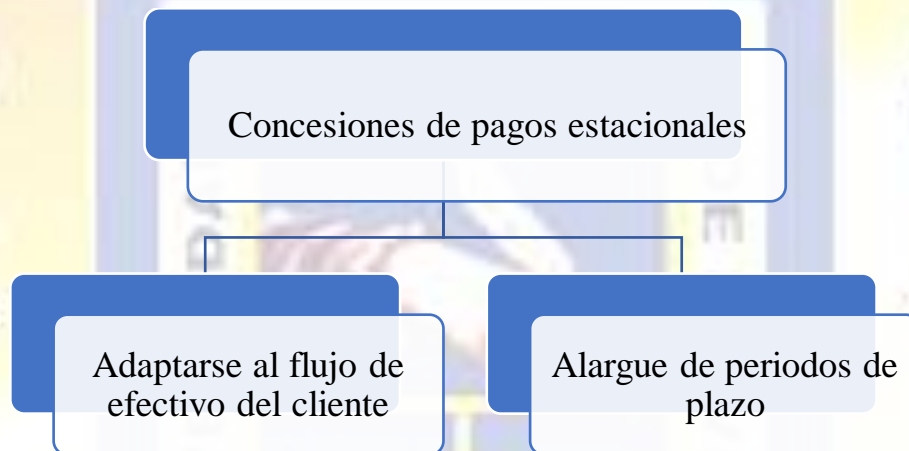 Concesiones de pagos estacionales
Adaptarse al flujo de
efectivo del cliente
Alargue de periodos de
plazo